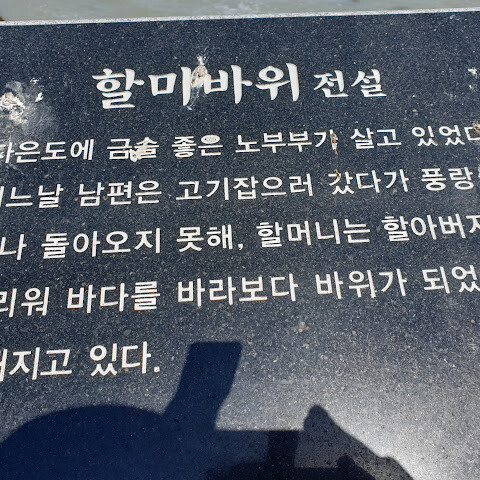 할미바위 전설
다은도에 금슬 좋은 노부부가 살고 있었다
느날 남편은 고기잡으러 갔다가 풍랑
나 돌아오지 못해, 할머니는 할아버지
리워 바다를 바라보다 바위가 되었
해지고 있다.